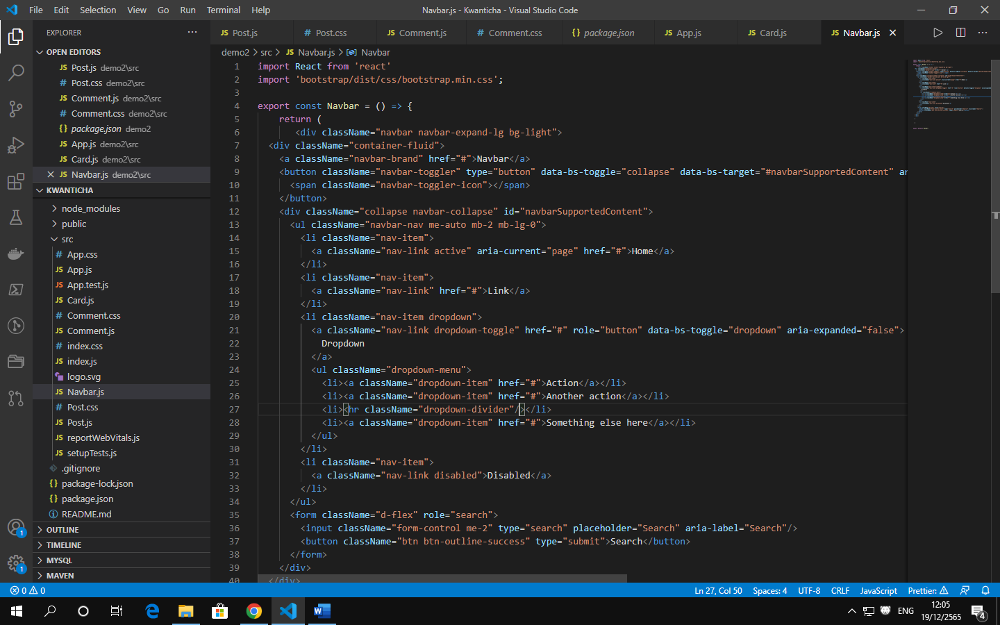 File Edit Selection View Go Run Terminal Help Navbar.js - Kwanticha - Visual Studio Code
EXPLORER
Post.js Post.css Comment.js Comment.css package.json App.js Card.js Navbar.js
OPEN EDITORS
JS Post.js demo2\src
# Post.css demo2\src
JS Comment.js demo2\src
# Comment.css demo2\src
{} package.json demo2
JS App.js demo2\src
JS Card.js demo2\src
JS Navbar.js demo2\src
KWANTICHA
node_modules
public
src
# App.css
JS App.js
JS App.test.js
JS Card.js
# Comment.css
JS Comment.js
# index.css
JS index.js
logo.svg
JS Navbar.js
# Post.css
JS Post.js
JS reportWebVitals.js
JS setupTests.js
.gitignore
{} package-lock.json
{} package.json
README.md
OUTLINE
TIMELINE
MYSQL
MAVEN
demo2 > src > JS Navbar.js > Navbar
1 import React from 'react'
2 import 'bootstrap/dist/css/bootstrap.min.css';
3
4 export const Navbar = () => {
5 return (
6 <div className="navbar navbar-expand-lg bg-light">
7 <div className="container-fluid">
8 <a className="navbar-brand" href="#">Navbar</a>
9 <button className="navbar-toggler" type="button" data-bs-toggle="collapse" data-bs-target="#navbarSupportedContent" ar
10 <span className="navbar-toggler-icon"></span>
11 </button>
12 <div className="collapse navbar-collapse" id="navbarSupportedContent">
13 <ul className="navbar-nav me-auto mb-2 mb-lg-0">
14 <li className="nav-item">
15 <a className="nav-link active" aria-current="page" href="#">Home</a>
16 </li>
17 <li className="nav-item">
18 <a className="nav-link" href="#">Link</a>
19 </li>
20 <li className="nav-item dropdown">
21 <a className="nav-link dropdown-toggle" href="#" role="button" data-bs-toggle="dropdown" aria-expanded="false">
22 Dropdown
23 </a>
24 <ul className="dropdown-menu">
25 <li><a className="dropdown-item" href="#">Action</a></li>
26 <li><a className="dropdown-item" href="#">Another action</a></li>
27 <li><hr className="dropdown-divider"/></li>
28 <li><a className="dropdown-item" href="#">Something else here</a></li>
29 </ul>
30 </li>
31 <li className="nav-item">
32 <a className="nav-link disabled">Disabled</a>
33 </li>
34 </ul>
35 <form className="d-flex" role="search">
36 <input className="form-control me-2" type="search" placeholder="Search" aria-label="Search"/>
37 <button className="btn btn-outline-success" type="submit">Search</button>
38 </form>
39 </div>
40 </div>
1
1
0 0 Ln 27, Col 50 Spaces: 4 UTF-8 CRLF JavaScript Prettier:
ENG 12:05
19/12/2565
4